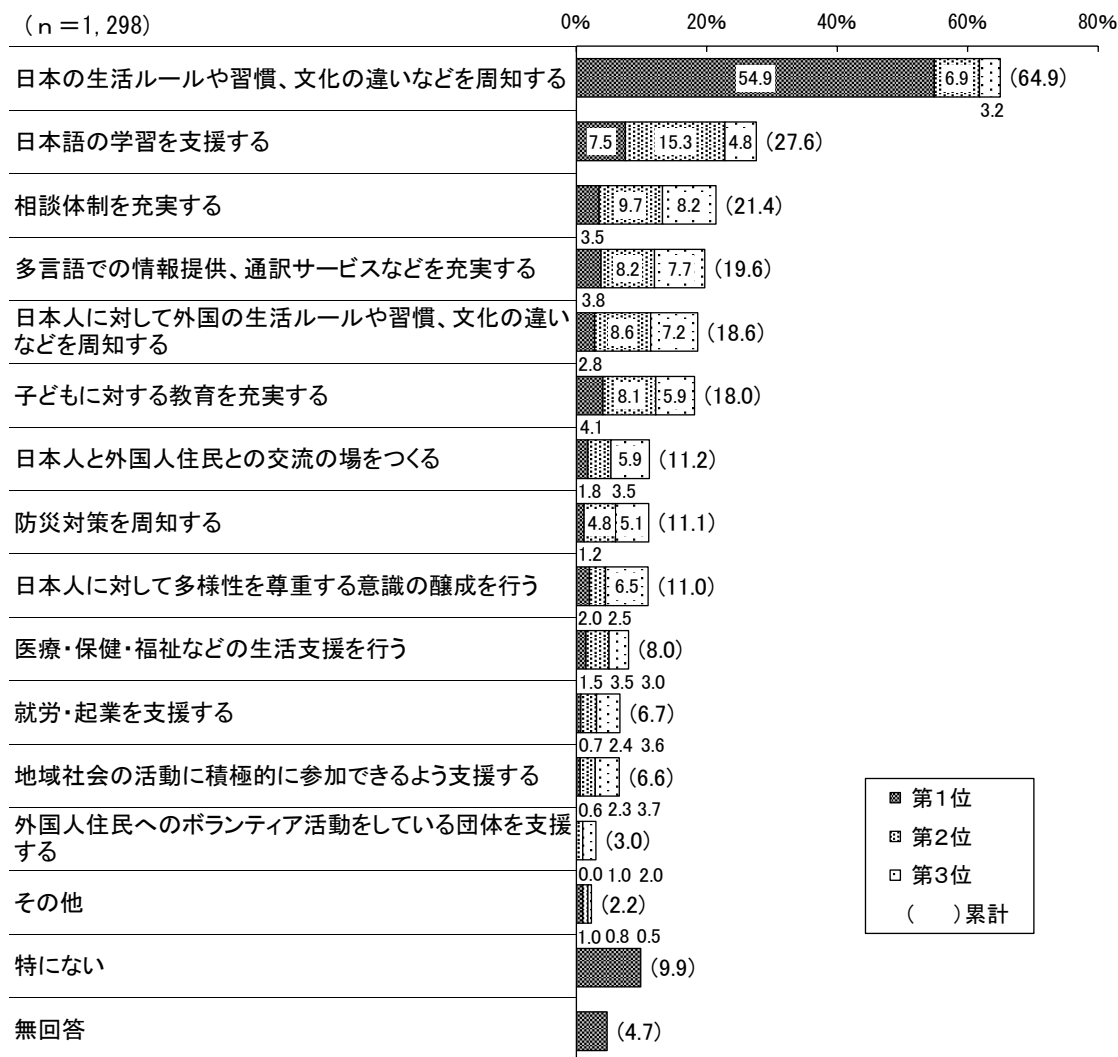 (ｎ＝1,298)
0% 20% 40% 60% 80%
日本の生活ルールや習慣、文化の違いなどを周知する 54.9 6.9 (64.9)
3.2
日本語の学習を支援する 7.5 15.3 4.8 (27.6)
相談体制を充実する 9.7 8.2 (21.4)
3.5
多言語での情報提供、通訳サービスなどを充実する 8.2 7.7 (19.6)
3.8
日本人に対して外国の生活ルールや習慣、文化の違い
などを周知する 8.6 7.2 (18.6)
2.8
子どもに対する教育を充実する 8.1 5.9 (18.0)
4.1
日本人と外国人住民との交流の場をつくる 5.9 (11.2)
1.8 3.5
防災対策を周知する 4.8 5.1 (11.1)
1.2
日本人に対して多様性を尊重する意識の醸成を行う 6.5 (11.0)
2.0 2.5
医療・保健・福祉などの生活支援を行う (8.0)
1.5 3.5 3.0
就労・起業を支援する (6.7)
0.7 2.4 3.6
地域社会の活動に積極的に参加できるよう支援する (6.6)
0.6 2.3 3.7
外国人住民へのボランティア活動をしている団体を支援
する (3.0)
0.0 1.0 2.0
その他 (2.2)
1.0 0.8 0.5
特にない (9.9)
無回答 (4.7)
第１位
第２位
第３位
(　　)累計